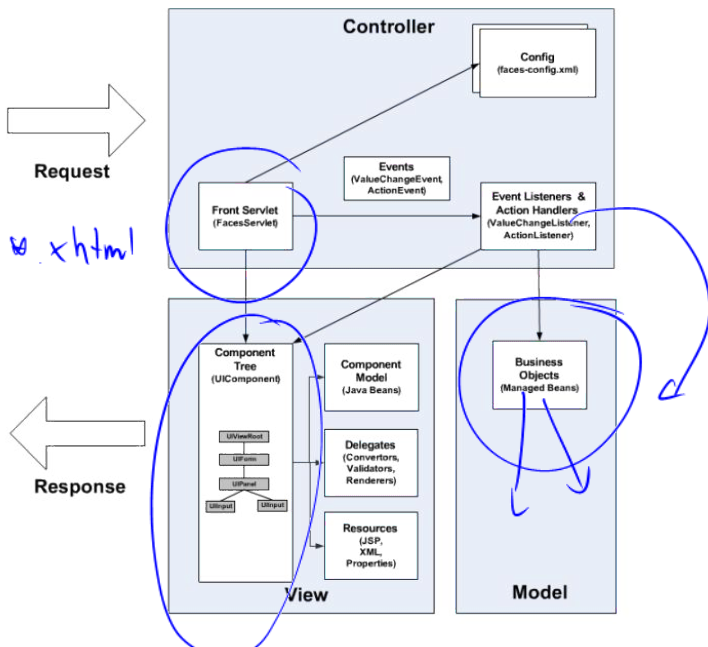 Controller
Config
(faces-config.xml)
Request
Events
(ValueChangeEvent,
ActionEvent)
Front Servlet
(FacesServlet)
Event Listeners &
Action Handlers
(ValueChangeListener,
ActionListener)
*.xhtml
Component
Tree
(UIComponent)
UIViewRoot
UIForm
UIPanel
UIInput
UIInput
Component
Model
(Java Beans)
Delegates
(Convertors,
Validators,
Renderers)
Resources
(JSP,
XML,
Properties)
Business
Objects
(Managed Beans)
Response
View
Model